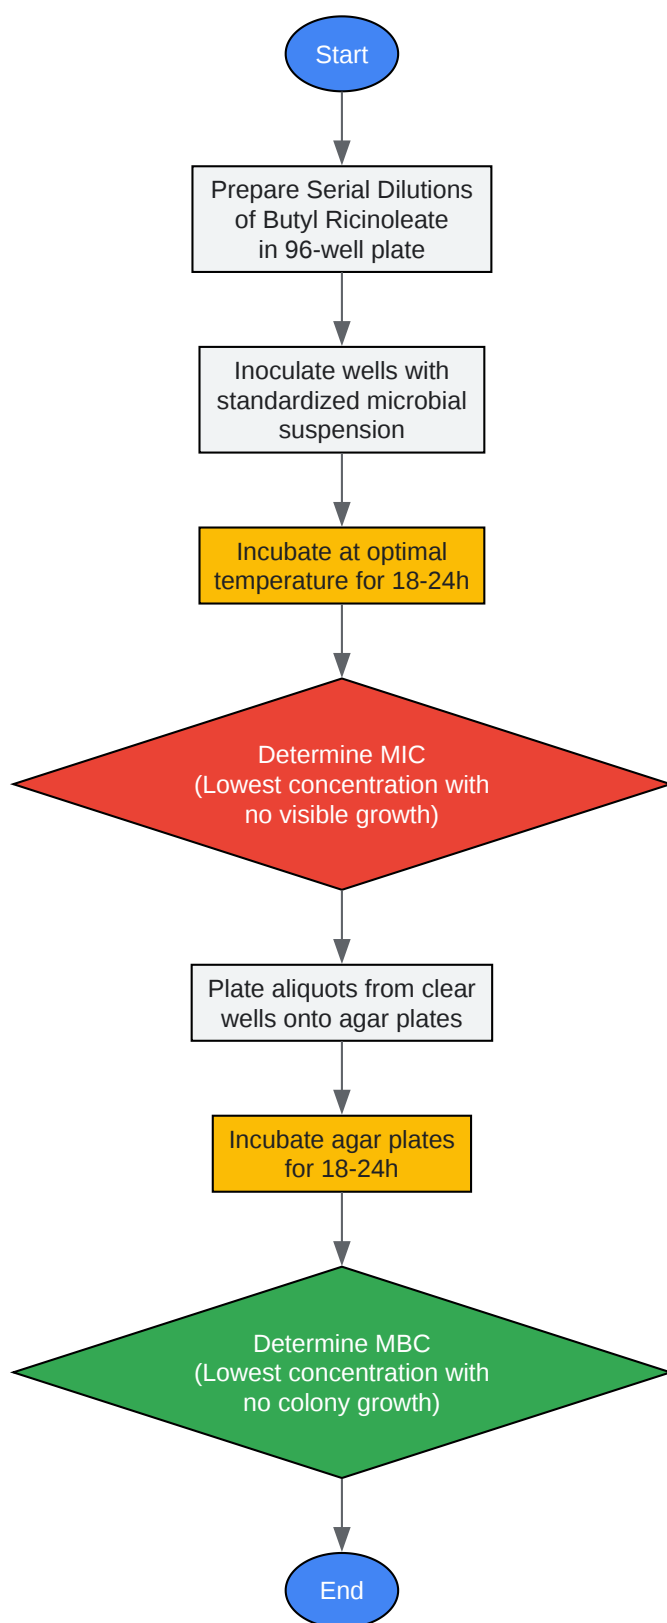 Start
Prepare Serial Dilutions
of Butyl Ricinoleate
in 96-well plate
Inoculate wells with
standardized microbial
suspension
Incubate at optimal
temperature for 18-24h
Determine MIC
(Lowest concentration with
no visible growth)
Plate aliquots from clear
wells onto agar plates
Incubate agar plates
for 18-24h
Determine MBC
(Lowest concentration with
no colony growth)
End